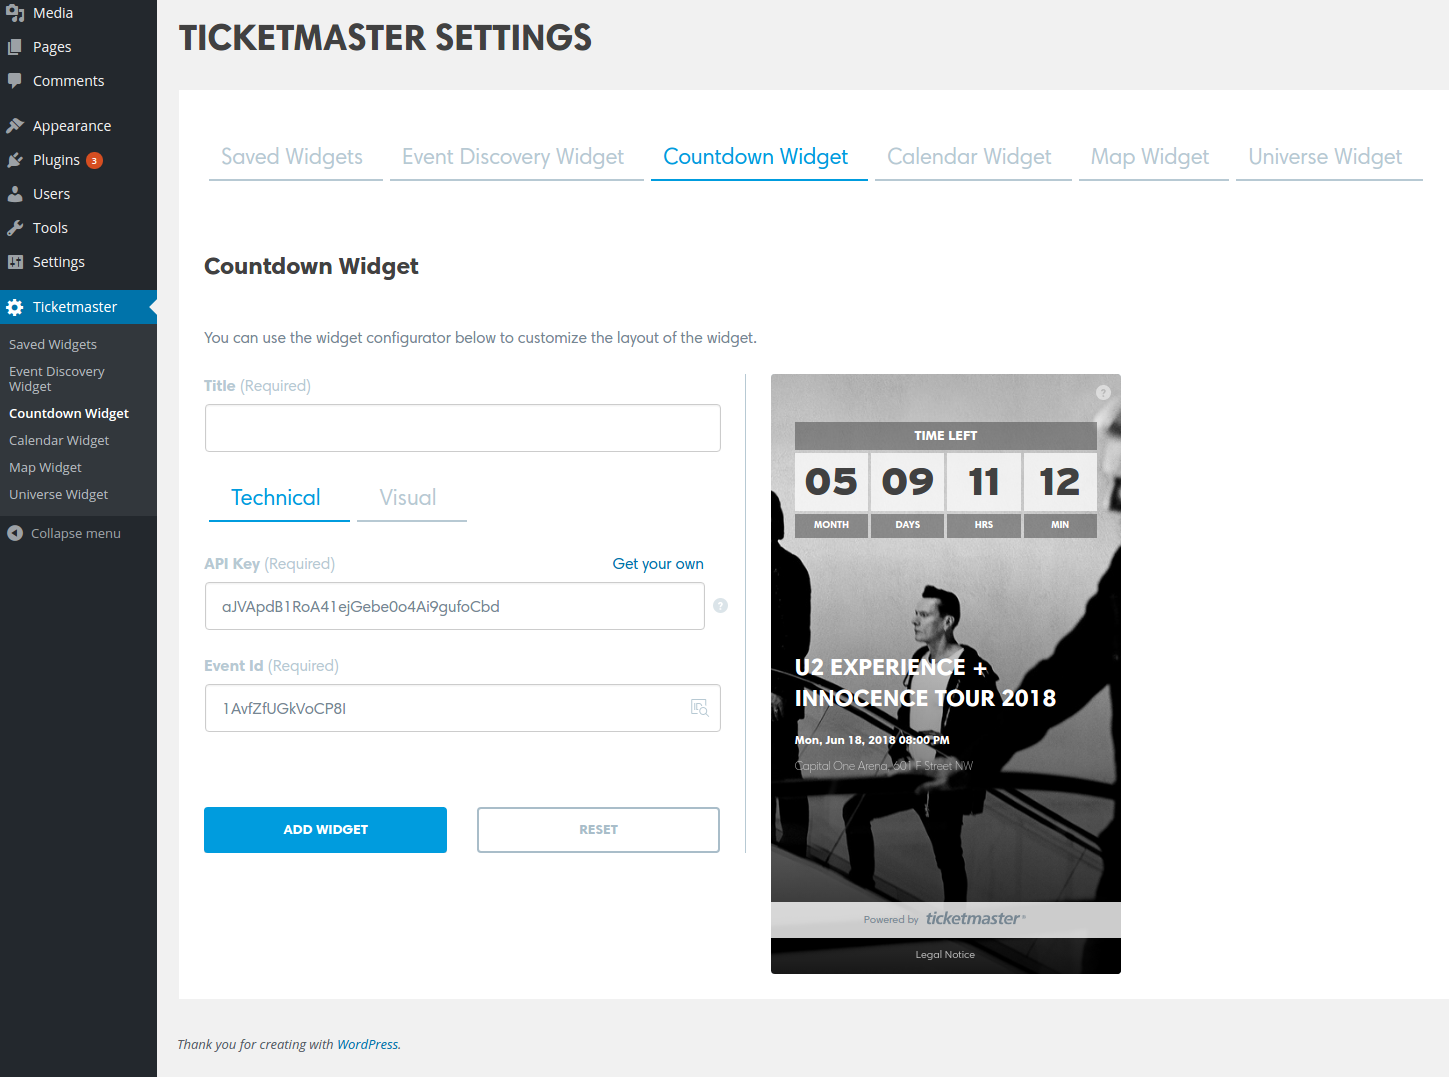 Media
Pages
Comments
Appearance
Plugins 3
Users
Tools
Settings
Ticketmaster
Saved Widgets
Event Discovery
Widget
Countdown Widget
Calendar Widget
Map Widget
Universe Widget
Collapse menu
TICKETMASTER SETTINGS
Saved Widgets Event Discovery Widget Countdown Widget Calendar Widget Map Widget Universe Widget
Countdown Widget
You can use the widget configurator below to customize the layout of the widget.
Title (Required)
Technical Visual
API Key (Required) Get your own
aJVApdB1RoA41ejGebe0o4Ai9gufoCbd
?
Event Id (Required)
1AvfZfUGkVoCP8I
ID
ADD WIDGET RESET
?
TIME LEFT
05 09 11 12
MONTH DAYS HRS MIN
U2 EXPERIENCE +
INNOCENCE TOUR 2018
Mon, Jun 18, 2018 08:00 PM
Capital One Arena, 601 F Street NW
Powered by ticketmaster®
Legal Notice
Thank you for creating with WordPress.